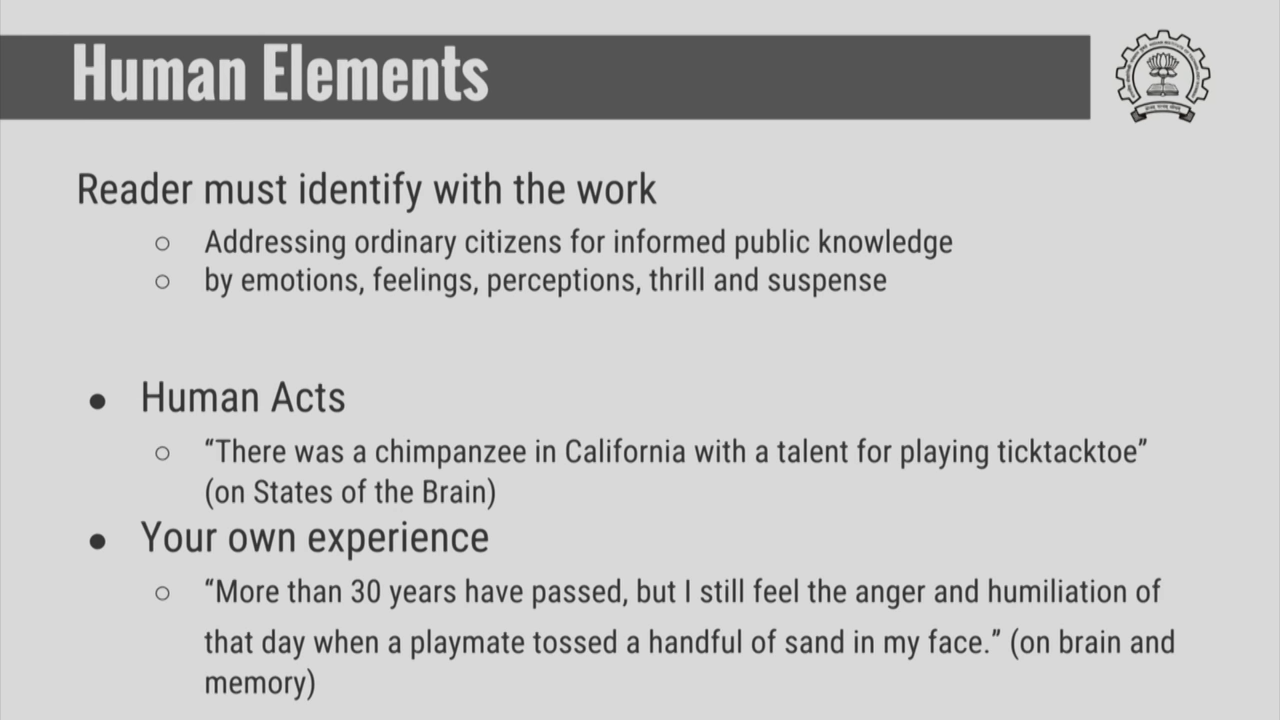 Human Elements
Reader must identify with the work
○ Addressing ordinary citizens for informed public knowledge
○ by emotions, feelings, perceptions, thrill and suspense
● Human Acts
○ “There was a chimpanzee in California with a talent for playing ticktacktoe”
(on States of the Brain)
● Your own experience
○ “More than 30 years have passed, but I still feel the anger and humiliation of
that day when a playmate tossed a handful of sand in my face.” (on brain and
memory)